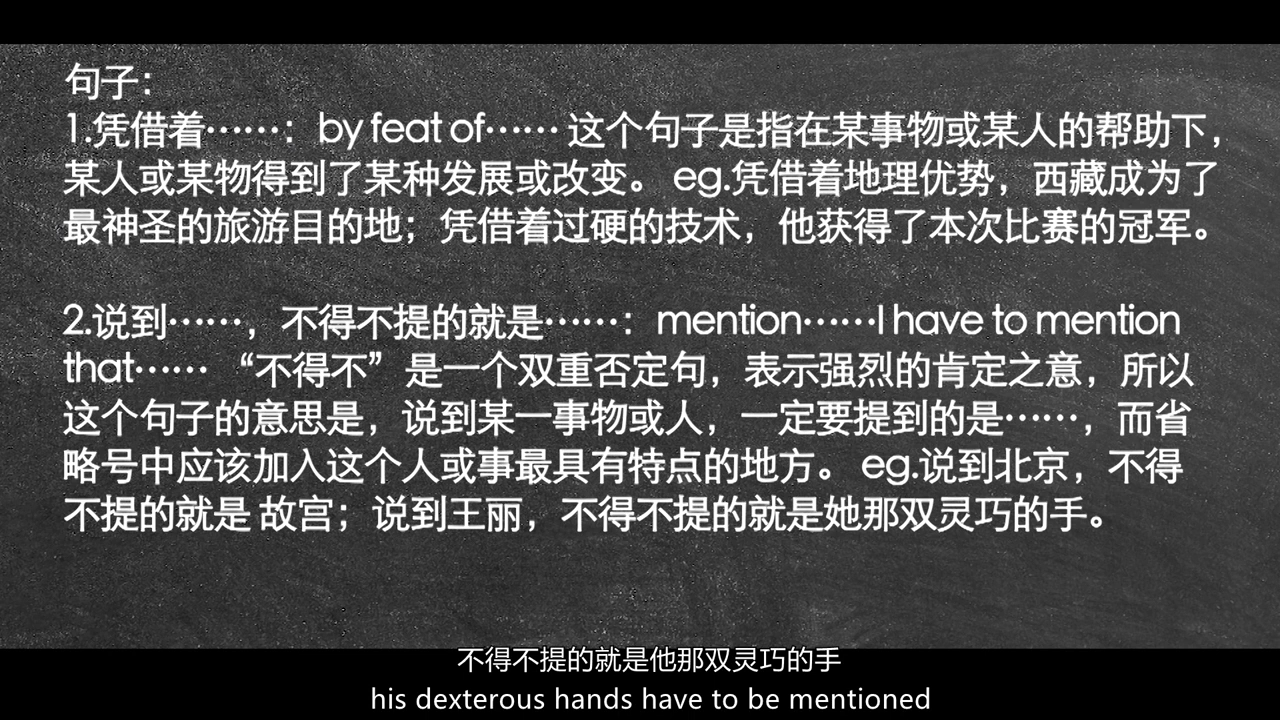 句子：
1.凭借着……：by feat of…… 这个句子是指在某事物或某人的帮助下，
某人或某物得到了某种发展或改变。 eg.凭借着地理优势，西藏成为了
最神圣的旅游目的地；凭借着过硬的技术，他获得了本次比赛的冠军。
2.说到……，不得不提的就是……：mention……I have to mention
that…… “不得不”是一个双重否定句，表示强烈的肯定之意，所以
这个句子的意思是，说到某一事物或人，一定要提到的是……，而省
略号中应该加入这个人或事最具有特点的地方。 eg.说到北京，不得
不提的就是 故宫；说到王丽，不得不提的就是她那双灵巧的手。
不得不提的就是他那双灵巧的手
his dexterous hands have to be mentioned